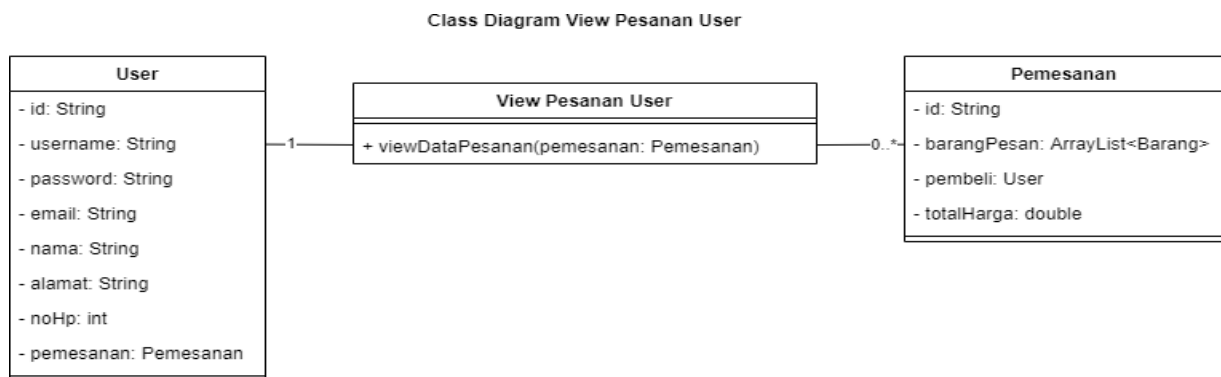 Class Diagram View Pesanan User
User
- id: String
- username: String
- password: String
- email: String
- nama: String
- alamat: String
- noHp: int
- pemesanan: Pemesanan
1
View Pesanan User
+ viewDataPesanan(pemesanan: Pemesanan)
0..*
Pemesanan
- id: String
- barangPesan: ArrayList<Barang>
- pembeli: User
- totalHarga: double